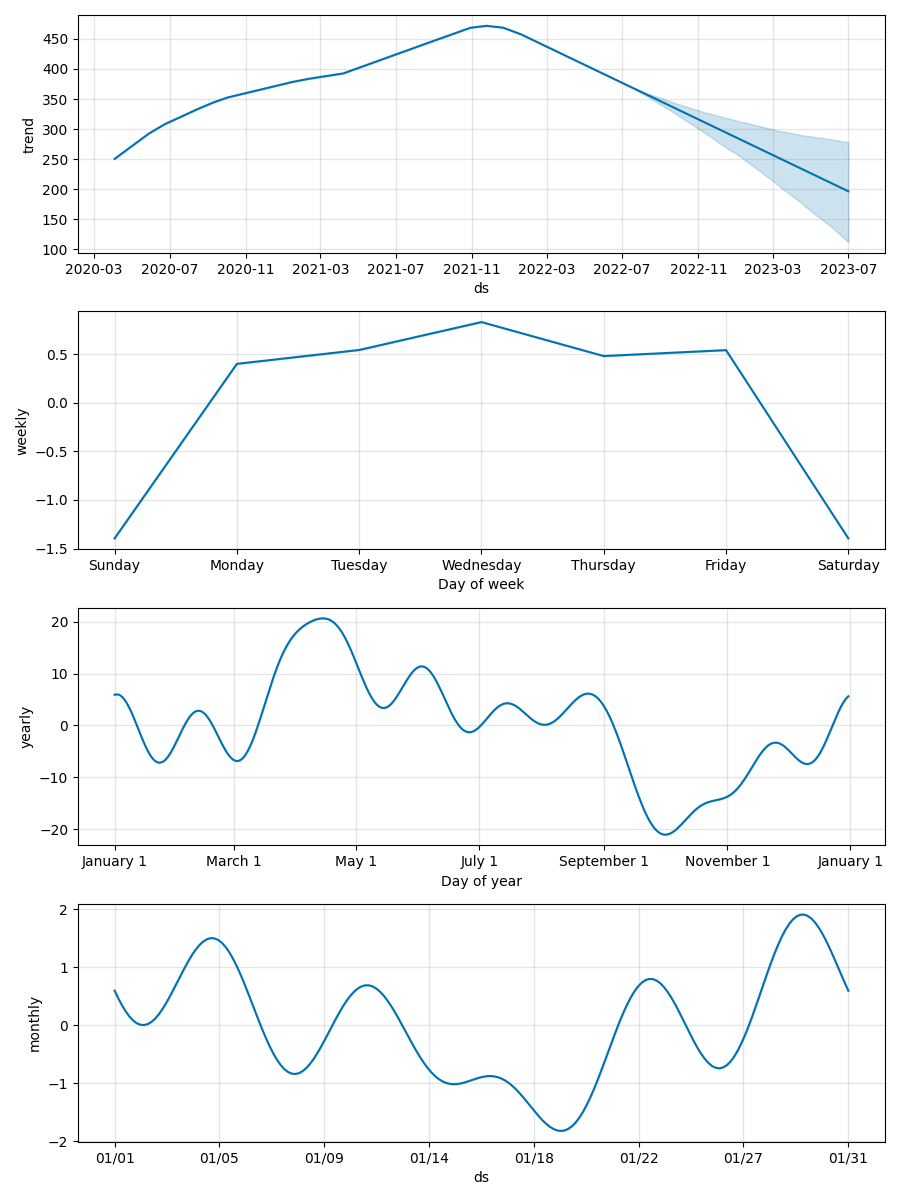 450
400
350
300
250
200
150
100
trend
2020-03 2020-07 2020-11 2021-03 2021-07 2021-11 2022-03 2022-07 2022-11 2023-03 2023-07
ds
0.5
0.0
−0.5
−1.0
−1.5
weekly
Sunday Monday Tuesday Wednesday Thursday Friday Saturday
Day of week
20
10
0
−10
−20
yearly
January 1 March 1 May 1 July 1 September 1 November 1 January 1
Day of year
2
1
0
−1
−2
monthly
01/01 01/05 01/09 01/14 01/18 01/22 01/27 01/31
ds